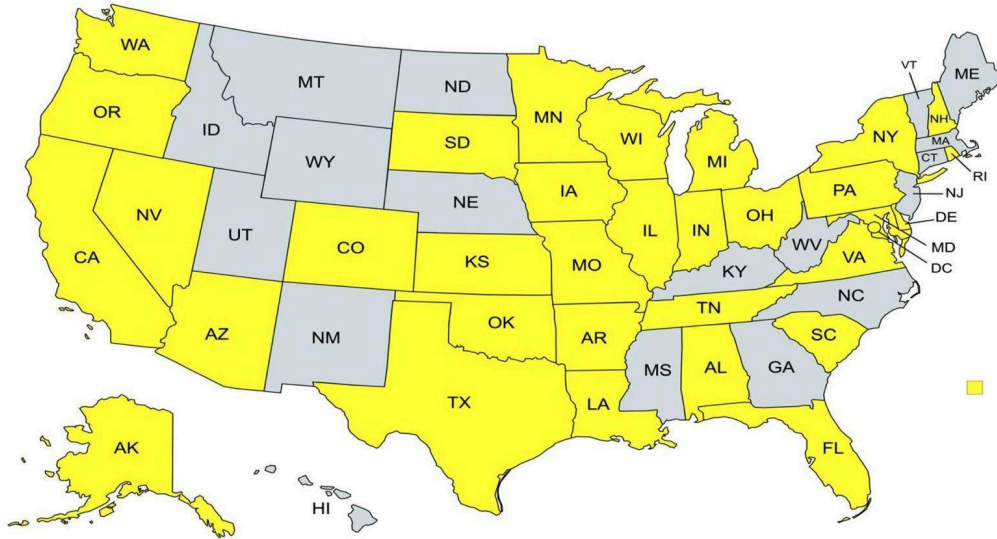 WA
MT
ND
MN
VT
ME
OR
ID
SD
WI
MI
NY
NH
MA
CT
RI
WY
IA
PA
NJ
NE
NV
UT
CO
IL
IN
OH
DE
MD
DC
CA
KS
MO
WV
VA
KY
NC
AZ
NM
OK
TN
AR
SC
MS
AL
GA
TX
LA
AK
FL
HI